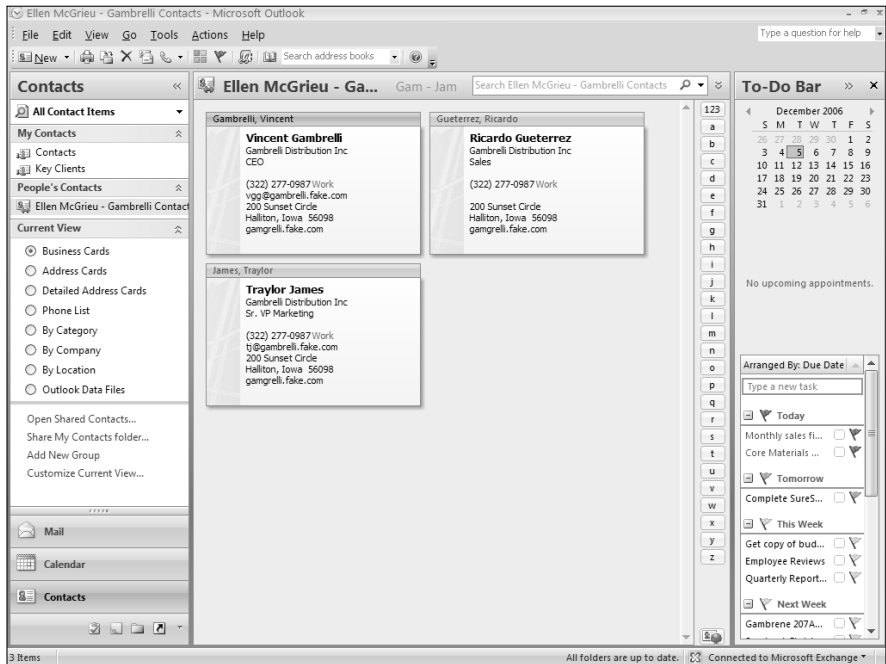 Ellen McGrieu - Gambrelli Contacts - Microsoft Outlook
File Edit View Go Tools Actions Help
Type a question for help
New
Search address books
Contacts
All Contact Items
My Contacts
Contacts
Key Clients
People's Contacts
Ellen McGrieu - Gambrelli Contact
Current View
Business Cards
Address Cards
Detailed Address Cards
Phone List
By Category
By Company
By Location
Outlook Data Files
Open Shared Contacts...
Share My Contacts folder...
Add New Group
Customize Current View...
Mail
Calendar
Contacts
Ellen McGrieu - Ga... Gam - Jam
Search Ellen McGrieu - Gambrelli Contacts
Gambrelli, Vincent
Vincent Gambrelli
Gambrelli Distribution Inc
CEO
(322) 277-0987 Work
vgg@gambrelli.fake.com
200 Sunset Circle
Halliton, Iowa 56098
gamgrelli.fake.com
Gueterrez, Ricardo
Ricardo Gueterrez
Gambrelli Distribution Inc
Sales
(322) 277-0987 Work
200 Sunset Circle
Halliton, Iowa 56098
gamgrelli.fake.com
James, Traylor
Traylor James
Gambrelli Distribution Inc
Sr. VP Marketing
(322) 277-0987 Work
tj@gambrelli.fake.com
200 Sunset Circle
Halliton, Iowa 56098
gamgrelli.fake.com
123
a
b
c
d
e
f
g
h
i
j
k
l
m
n
o
p
q
r
s
t
u
v
w
x
y
z
To-Do Bar
December 2006
S M T W T F S
26 27 28 29 30 1 2
3 4 5 6 7 8 9
10 11 12 13 14 15 16
17 18 19 20 21 22 23
24 25 26 27 28 29 30
31 1 2 3 4 5 6
No upcoming appointments.
Arranged By: Due Date
Type a new task
Today
Monthly sales fi...
Core Materials ...
Tomorrow
Complete SureS...
This Week
Get copy of bud...
Employee Reviews
Quarterly Report...
Next Week
Gambrene 207A...
3 Items
All folders are up to date.
Connected to Microsoft Exchange